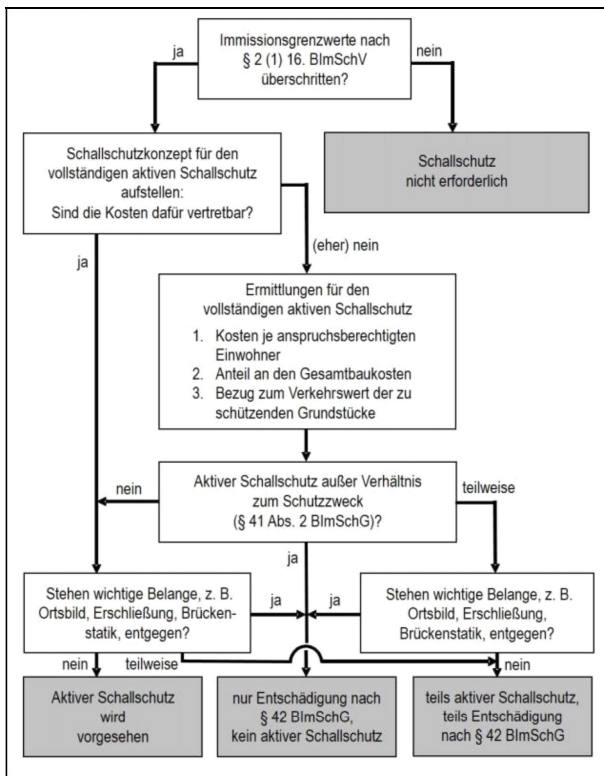 Immissionsgrenzwerte nach
§ 2 (1) 16. BImSchV
überschritten?
ja
nein
Schallschutzkonzept für den
vollständigen aktiven Schallschutz
aufstellen:
Sind die Kosten dafür vertretbar?
Schallschutz
nicht erforderlich
ja
(eher) nein
Ermittlungen für den
vollständigen aktiven Schallschutz
1. Kosten je anspruchsberechtigten
Einwohner
2. Anteil an den Gesamtbaukosten
3. Bezug zum Verkehrswert der zu
schützenden Grundstücke
nein
Aktiver Schallschutz außer Verhältnis
zum Schutzzweck
(§ 41 Abs. 2 BImSchG)?
teilweise
ja
Stehen wichtige Belange, z. B.
Ortsbild, Erschließung, Brücken-
statik, entgegen?
ja
ja
Stehen wichtige Belange, z. B.
Ortsbild, Erschließung,
Brückenstatik, entgegen?
nein
teilweise
nein
Aktiver Schallschutz
wird
vorgesehen
nur Entschädigung nach
§ 42 BImSchG,
kein aktiver Schallschutz
teils aktiver Schallschutz,
teils Entschädigung
nach § 42 BImSchG